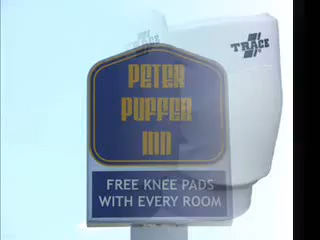 TRACE
PETER
PUFFER
INN
FREE KNEE PADS
WITH EVERY ROOM